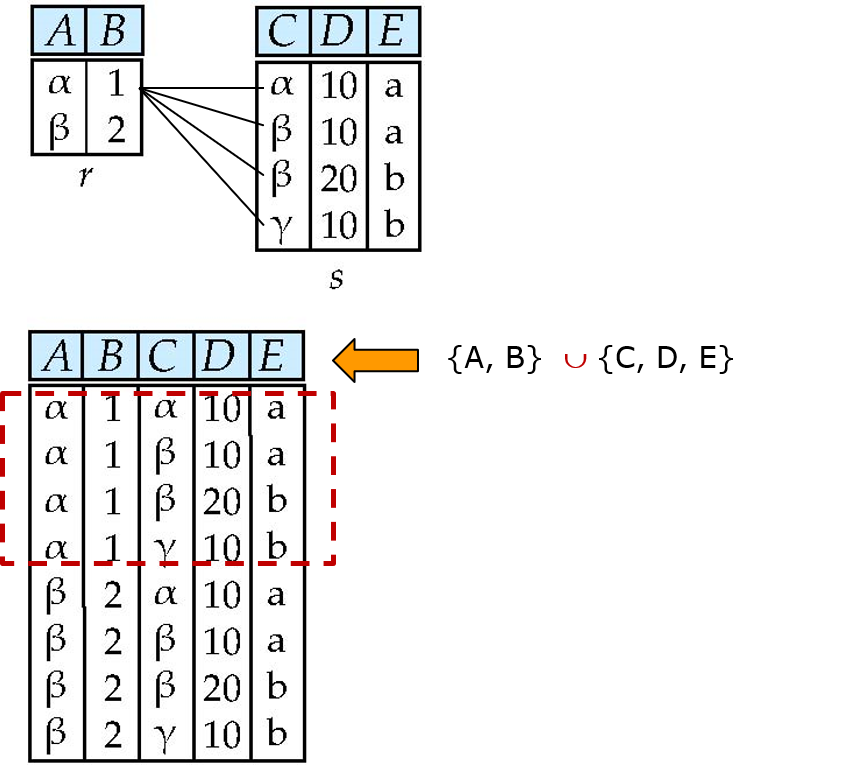 A B
α 1
β 2
r
C D E
α 10 a
β 10 a
β 20 b
γ 10 b
s
A B C D E
{A, B} ∪ {C, D, E}
α 1 α 10 a
α 1 β 10 a
α 1 β 20 b
α 1 γ 10 b
β 2 α 10 a
β 2 β 10 a
β 2 β 20 b
β 2 γ 10 b